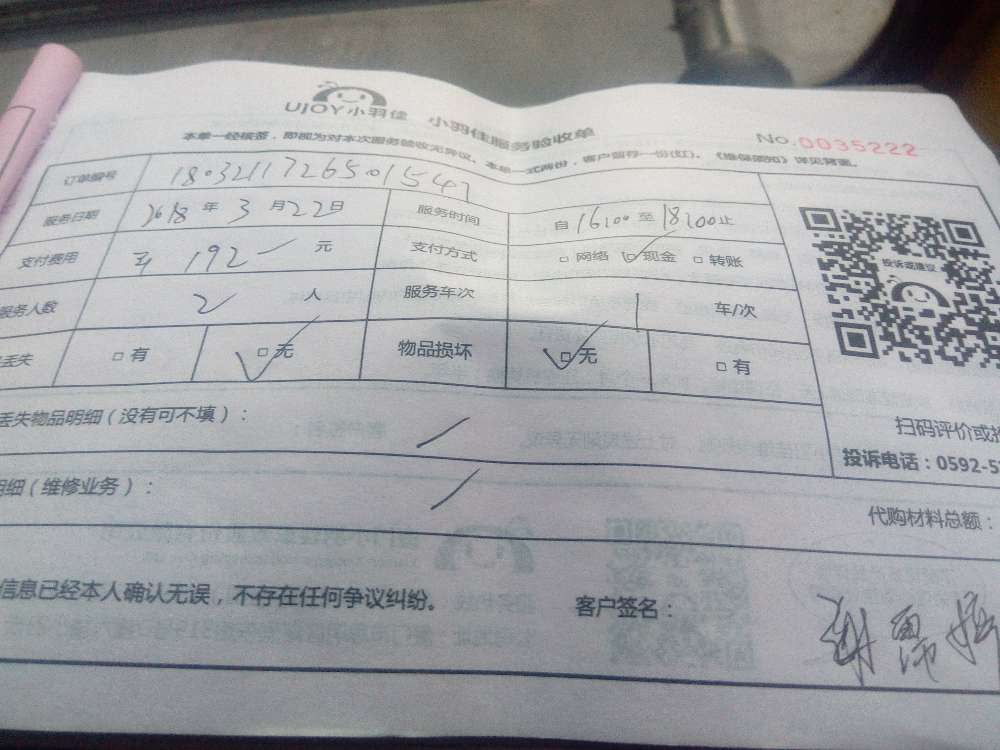 UJOY小羽佳 小羽佳服务验收单
No.0035222
本单一经核签，即视为对本次服务验收无异议。本单一式两份，客户留存一份(红)。《维保须知》详见背面。
订单编号 1803211726501547
服务日期 2018 年 3 月 22 日 服务时间 自 16:00 至 18:00 止
支付费用 192 元 支付方式 □ 网络 □ 现金 □ 转账
服务人数 2 人 服务车次 1 车/次
丢失 □ 有 □ 无 物品损坏 □ 无 □ 有
投诉或建议
丢失物品明细（没有可不填）：
扫码评价或投
投诉电话：0592-5
明细（维修业务）：
代购材料总额：
信息已经本人确认无误，不存在任何争议纠纷。 客户签名：